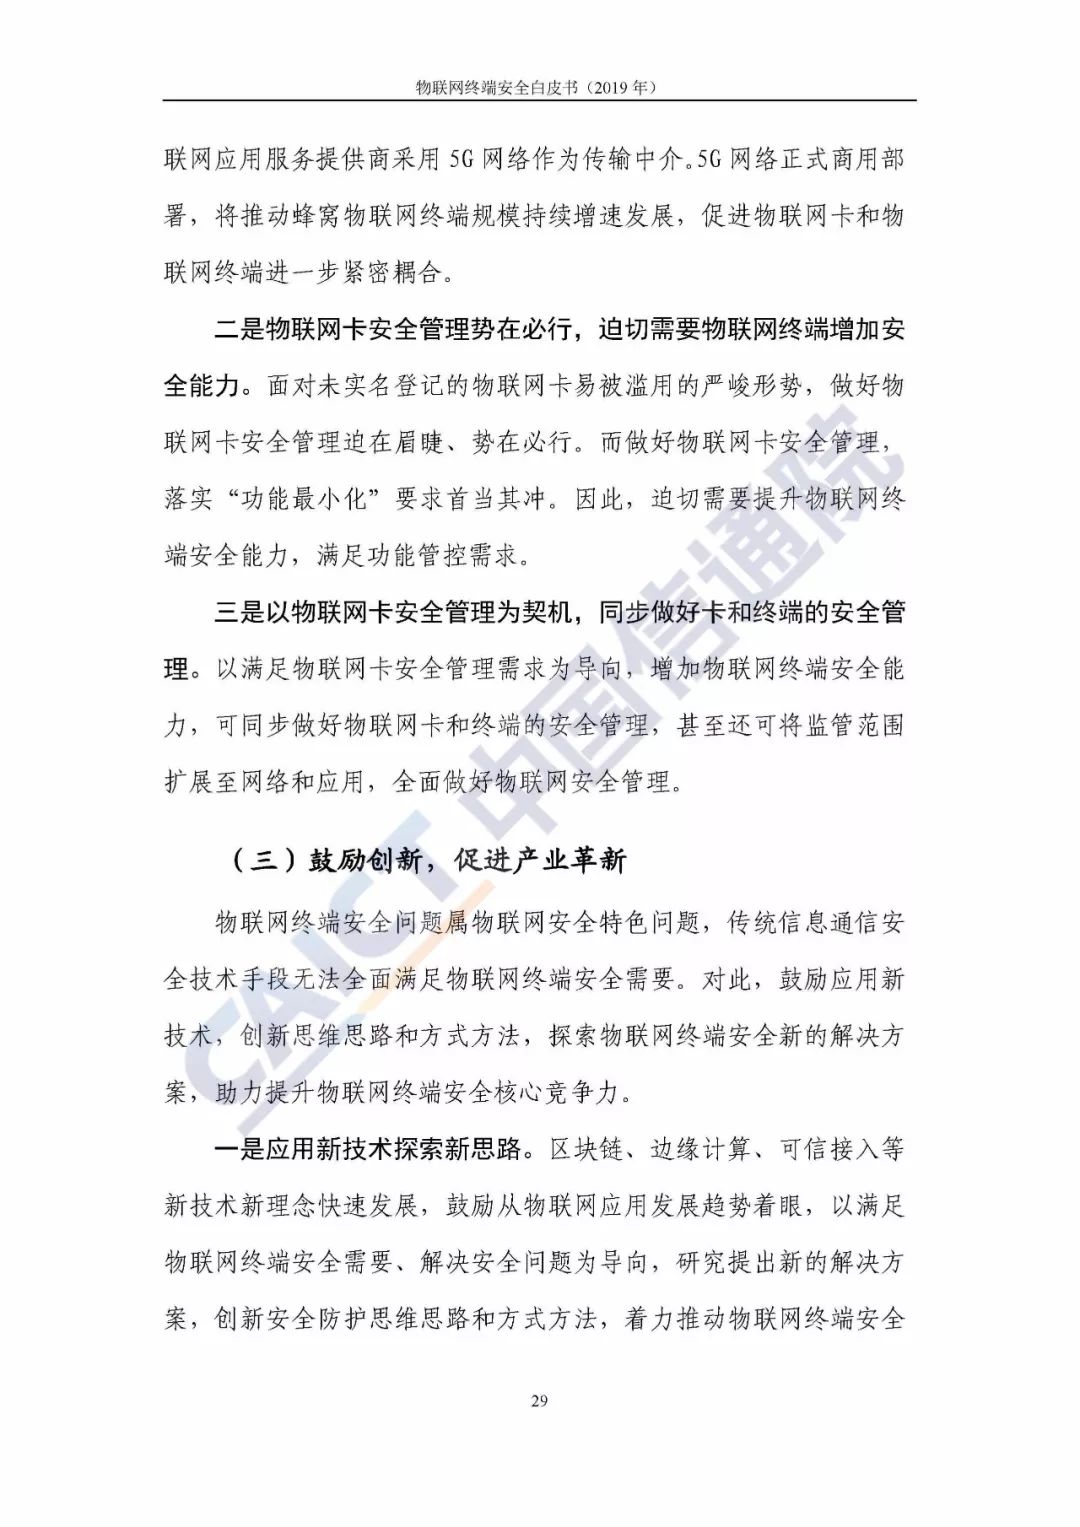 物联网终端安全白皮书（2019 年）
联网应用服务提供商采用 5G 网络作为传输中介。5G 网络正式商用部
署，将推动蜂窝物联网终端规模持续增速发展，促进物联网卡和物
联网终端进一步紧密耦合。
二是物联网卡安全管理势在必行，迫切需要物联网终端增加安
全能力。面对未实名登记的物联网卡易被滥用的严峻形势，做好物
联网卡安全管理迫在眉睫、势在必行。而做好物联网卡安全管理，
落实“功能最小化”要求首当其冲。因此，迫切需要提升物联网终
端安全能力，满足功能管控需求。
三是以物联网卡安全管理为契机，同步做好卡和终端的安全管
理。以满足物联网卡安全管理需求为导向，增加物联网终端安全能
力，可同步做好物联网卡和终端的安全管理，甚至还可将监管范围
扩展至网络和应用，全面做好物联网安全管理。
（三）鼓励创新，促进产业革新
物联网终端安全问题属物联网安全特色问题，传统信息通信安
全技术手段无法全面满足物联网终端安全需要。对此，鼓励应用新
技术，创新思维思路和方式方法，探索物联网终端安全新的解决方
案，助力提升物联网终端安全核心竞争力。
一是应用新技术探索新思路。区块链、边缘计算、可信接入等
新技术新理念快速发展，鼓励从物联网应用发展趋势着眼，以满足
物联网终端安全需要、解决安全问题为导向，研究提出新的解决方
案，创新安全防护思维思路和方式方法，着力推动物联网终端安全
29
CAICT 中国信通院